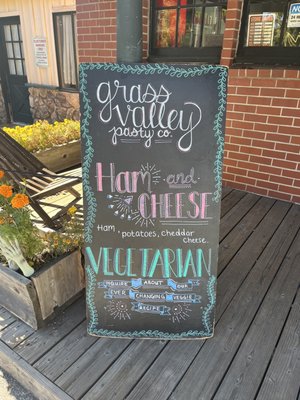 grass
valley
pasty co.
Ham and
CHEESE
Ham, potatoes, cheddar
cheese
VEGETARIAN
INQUIRE ABOUT OUR
EVER CHANGING VEGGIE
RECIPE